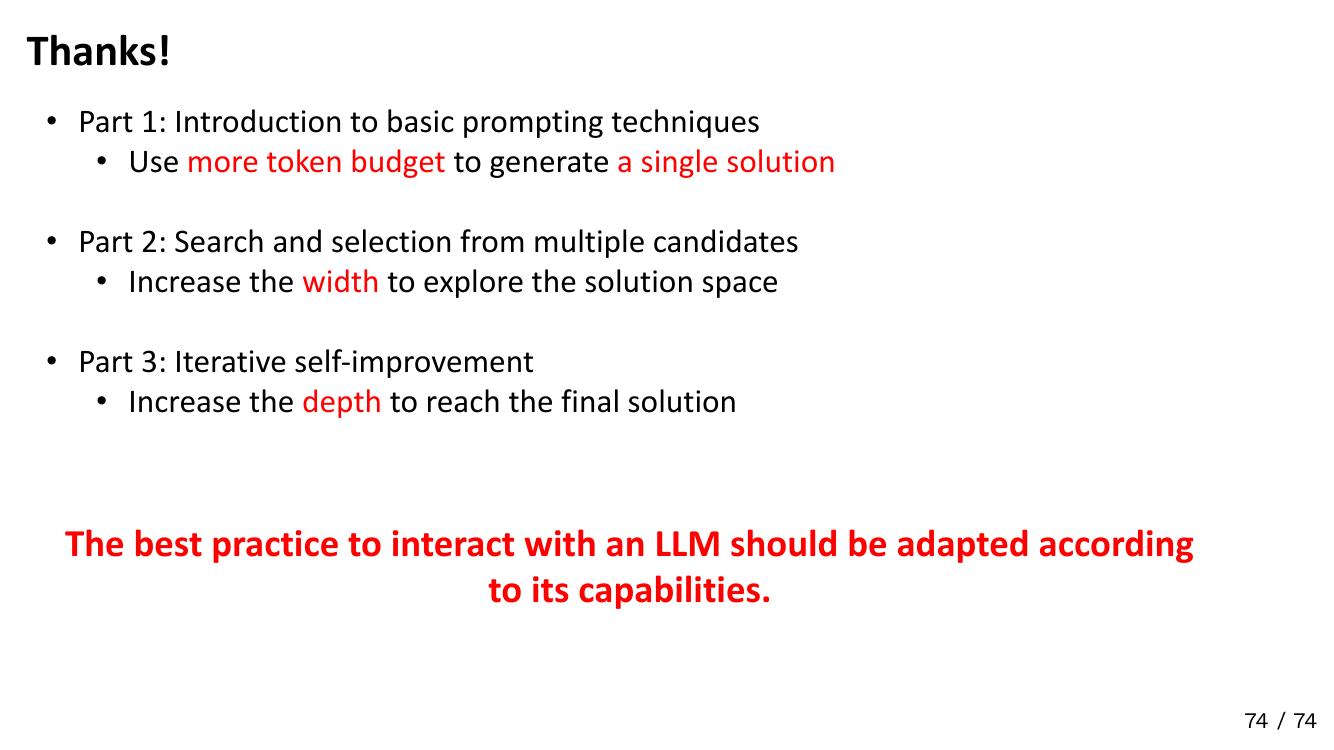 Thanks!
• Part 1: Introduction to basic prompting techniques
• Use more token budget to generate a single solution
• Part 2: Search and selection from multiple candidates
• Increase the width to explore the solution space
• Part 3: Iterative self-improvement
• Increase the depth to reach the final solution
The best practice to interact with an LLM should be adapted according
to its capabilities.
74 / 74